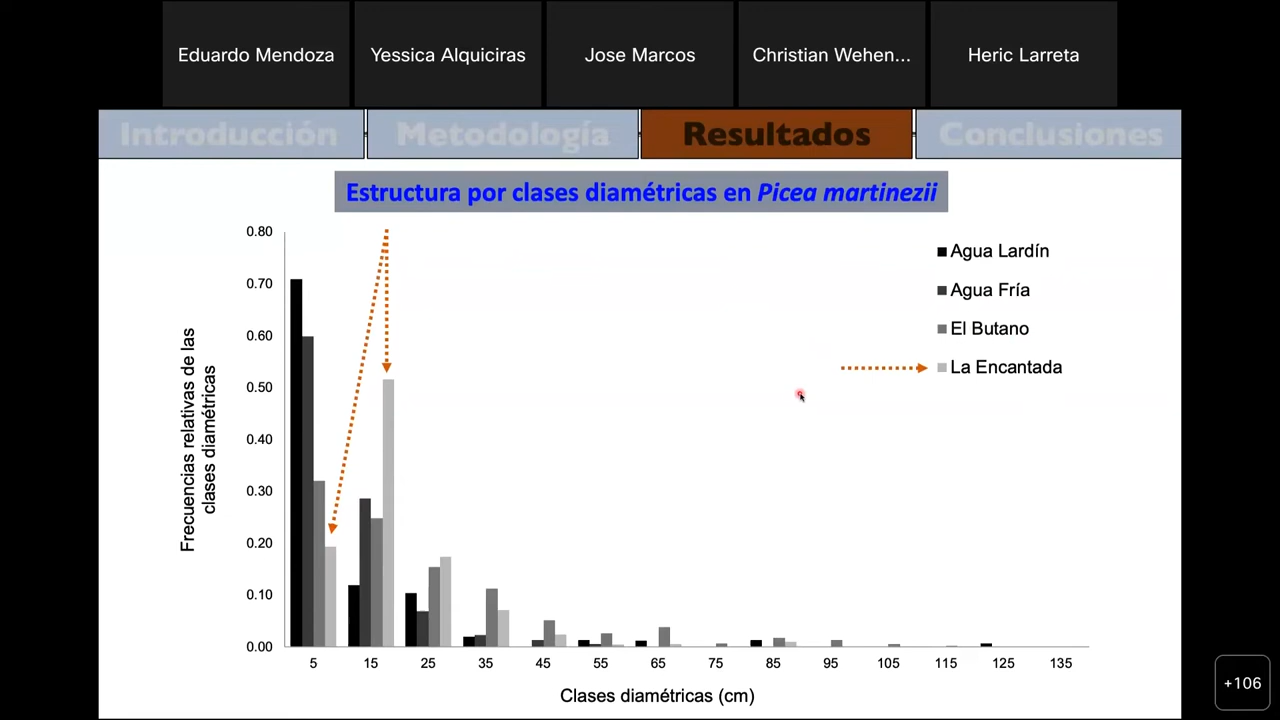 Eduardo Mendoza
Yessica Alquiciras
Jose Marcos
Christian Wehen...
Heric Larreta
Introducción
Metodología
Resultados
Conclusiones
Estructura por clases diamétricas en Picea martinezii
Frecuencias relativas de las
clases diamétricas
0.80
0.70
0.60
0.50
0.40
0.30
0.20
0.10
0.00
Agua Lardín
Agua Fría
El Butano
La Encantada
5 15 25 35 45 55 65 75 85 95 105 115 125 135
Clases diamétricas (cm)
+106